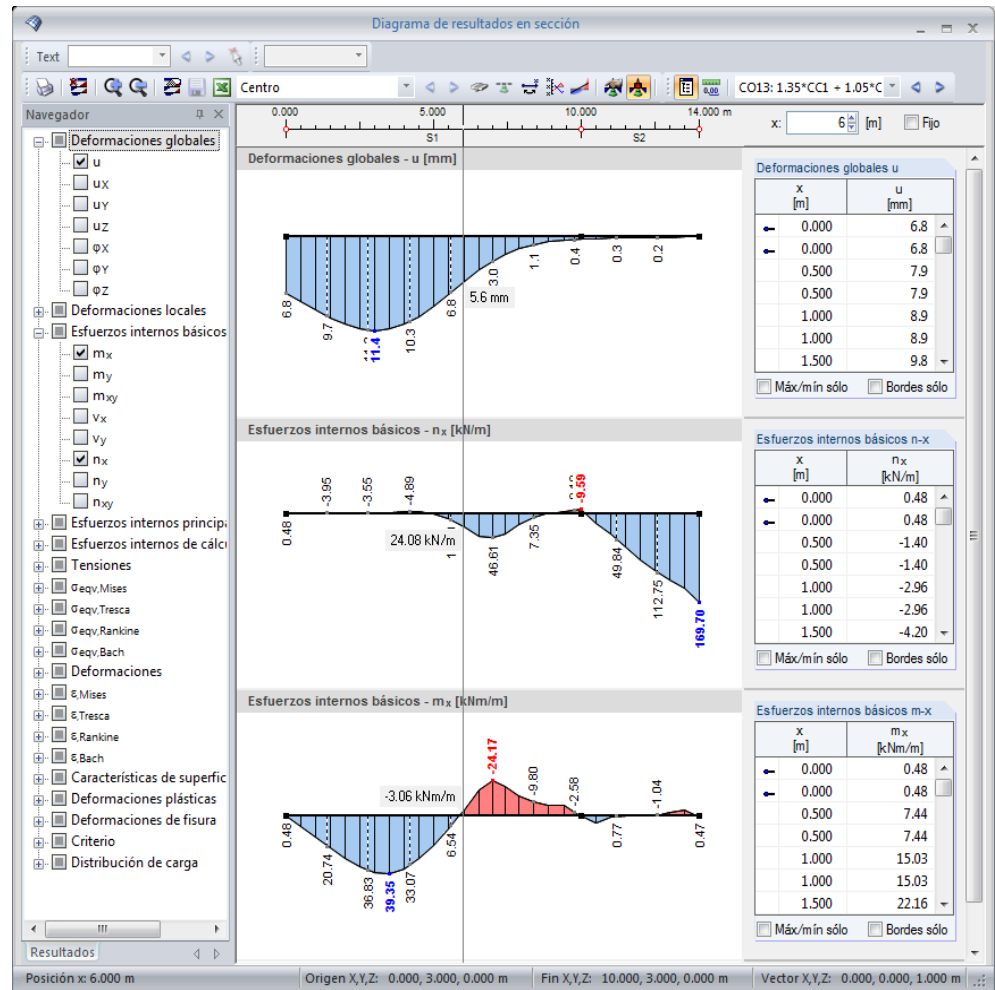 Diagrama de resultados en sección
Text
Centro
CO13: 1.35*CC1 + 1.05*C
Navegador
Deformaciones globales
u
uX
uY
uZ
φX
φY
φZ
Deformaciones locales
Esfuerzos internos básicos
mx
my
mxy
vx
vy
nx
ny
nxy
Esfuerzos internos princip
Esfuerzos internos de cálc
Tensiones
σeqv,Mises
σeqv,Tresca
σeqv,Rankine
σeqv,Bach
Deformaciones
ε,Mises
ε,Tresca
ε,Rankine
ε,Bach
Características de superfic
Deformaciones plásticas
Deformaciones de fisura
Criterio
Distribución de carga
Resultados
0.000 5.000 10.000 14.000 m
S1 S2
x: 6 [m] Fijo
Deformaciones globales - u [mm]
6.8 9.7 11.4 10.3 6.8 3.0 1.1 0.4 0.3 0.2
5.6 mm
Deformaciones globales u
x u
[m] [mm]
0.000 6.8
0.000 6.8
0.500 7.9
0.500 7.9
1.000 8.9
1.000 8.9
1.500 9.8
Máx/mín sólo Bordes sólo
Esfuerzos internos básicos - nx [kN/m]
0.48 -3.95 -3.55 -4.89 46.61 7.35 -9.59 49.84 112.75 169.70
24.08 kN/m
Esfuerzos internos básicos n-x
x nx
[m] [kN/m]
0.000 0.48
0.000 0.48
0.500 -1.40
0.500 -1.40
1.000 -2.96
1.000 -2.96
1.500 -4.20
Máx/mín sólo Bordes sólo
Esfuerzos internos básicos - mx [kNm/m]
0.48 20.74 36.83 39.35 33.07 6.54 -24.17 -9.80 -2.58 0.77 -1.04 0.47
-3.06 kNm/m
Esfuerzos internos básicos m-x
x mx
[m] [kNm/m]
0.000 0.48
0.000 0.48
0.500 7.44
0.500 7.44
1.000 15.03
1.000 15.03
1.500 22.16
Máx/mín sólo Bordes sólo
Posición x: 6.000 m
Origen X,Y,Z: 0.000, 3.000, 0.000 m
Fin X,Y,Z: 10.000, 3.000, 0.000 m
Vector X,Y,Z: 0.000, 0.000, 1.000 m